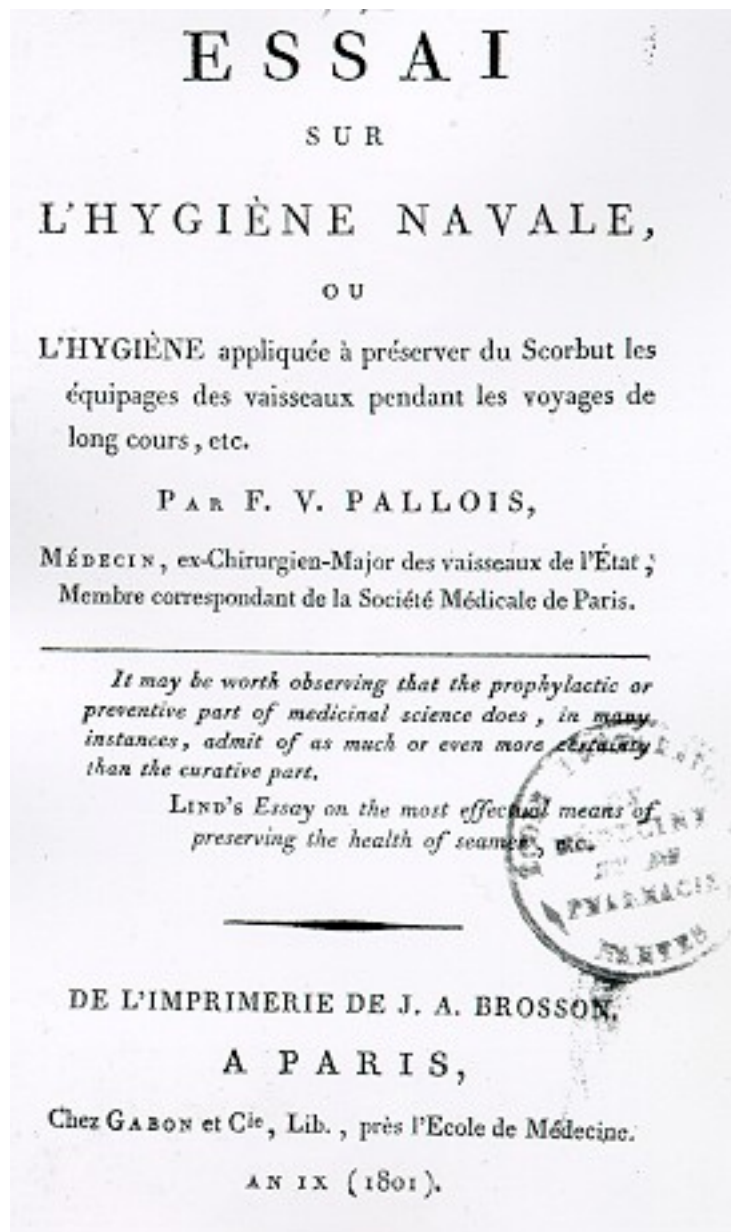 ESSAI
SUR
L'HYGIÈNE NAVALE,
OU
L'HYGIÈNE appliquée à préserver du Scorbut les
équipages des vaisseaux pendant les voyages de
long cours, etc.
PAR F. V. PALLOIS,
MÉDECIN, ex-Chirurgien-Major des vaisseaux de l'État;
Membre correspondant de la Société Médicale de Paris.
It may be worth observing that the prophylactic or
preventive part of medicinal science does, in many
instances, admit of as much or even more certainty
than the curative part.
LIND'S Essay on the most effectual means of
preserving the health of seamen, etc.
MÉDECINE
ET DE
PHARMACIE
NANTES
DE L'IMPRIMERIE DE J. A. BROSSON.
A PARIS,
Chez GABON et Cie, Lib., près l'Ecole de Médecine.
AN IX (1801).